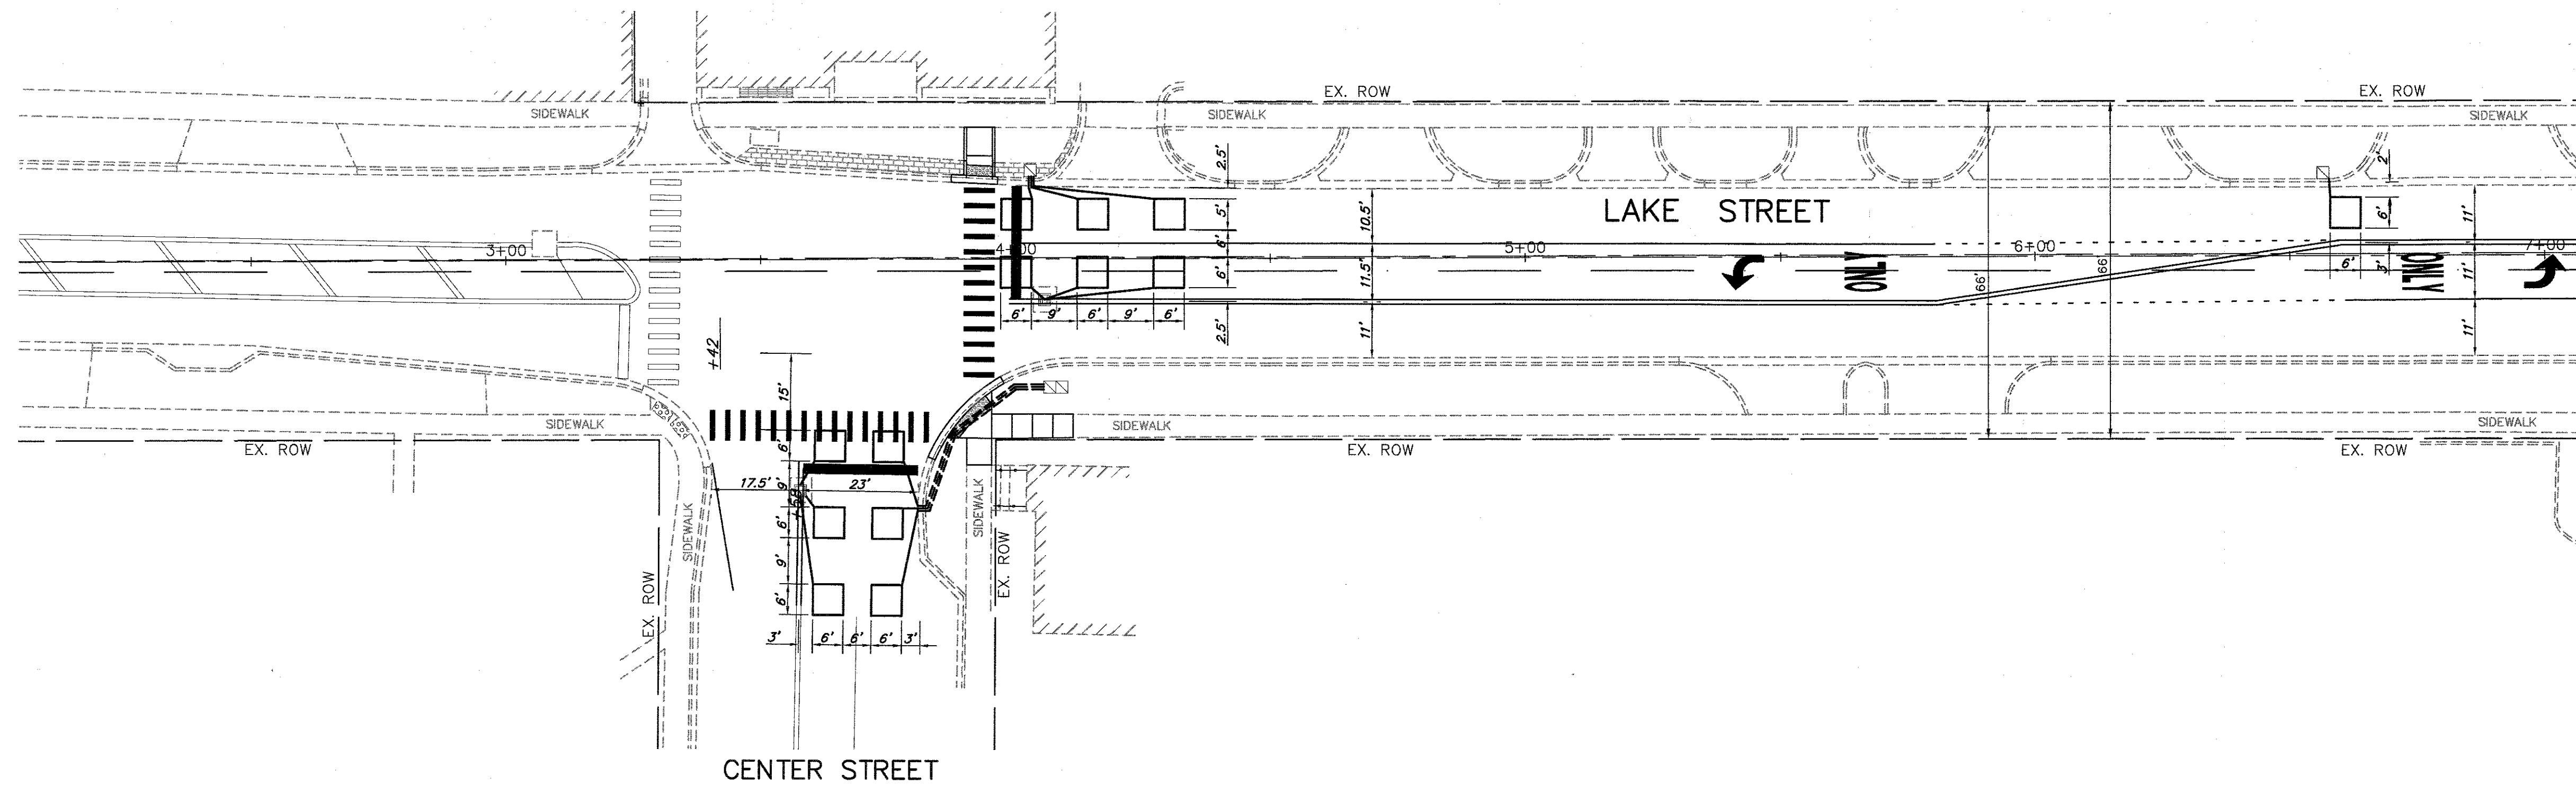 EX. ROW
EX. ROW
SIDEWALK
SIDEWALK
SIDEWALK
2.5'
2'
5'
10.5'
LAKE STREET
6'
11'
3+00
4+00
6'
5+00
6+00
7+00
6'
11.5'
ONLY
66'
66'
6'
3'
ONLY
11'
6'
9'
6'
9'
6'
2.5'
11'
11'
+42
15'
SIDEWALK
SIDEWALK
SIDEWALK
EX. ROW
6'
EX. ROW
EX. ROW
17.5'
9'
23'
+58
SIDEWALK
6'
SIDEWALK
9'
EX. ROW
EX. ROW
6'
3'
6'
6'
6'
3'
CENTER STREET